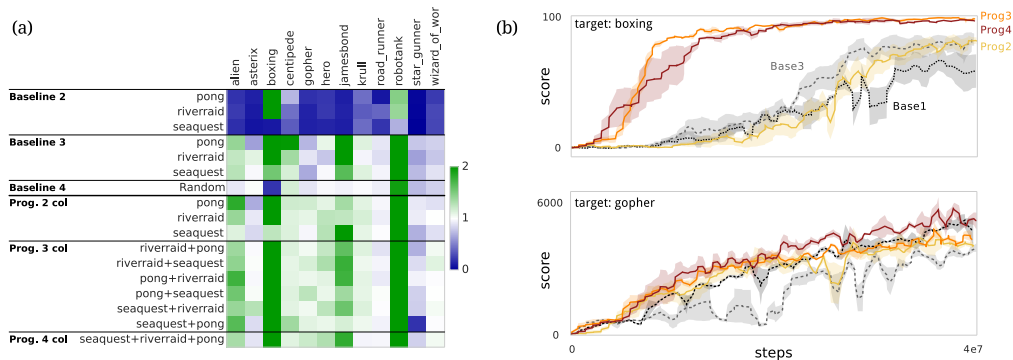 (a)
alien
asterix
boxing
centipede
gopher
hero
jamesbond
krull
road_runner
robotank
star_gunner
wizard_of_wor
Baseline 2
pong
riverraid
seaquest
Baseline 3
pong
riverraid
seaquest
Baseline 4
Random
Prog. 2 col
pong
riverraid
seaquest
Prog. 3 col
riverraid+pong
riverraid+seaquest
pong+riverraid
pong+seaquest
seaquest+riverraid
seaquest+pong
Prog. 4 col
seaquest+riverraid+pong
2
1
0
(b)
100
target: boxing
score
0
Base3
Base1
Prog3
Prog4
Prog2
6000
target: gopher
score
0
0
steps
4e7